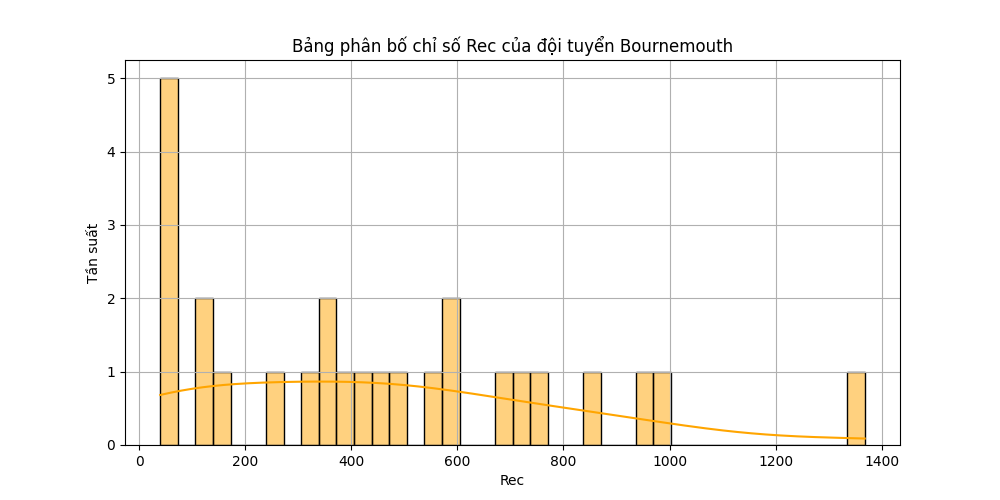 Bảng phân bố chỉ số Rec của đội tuyển Bournemouth
5
4
3
2
1
0
Tần suất
0 200 400 600 800 1000 1200 1400
Rec